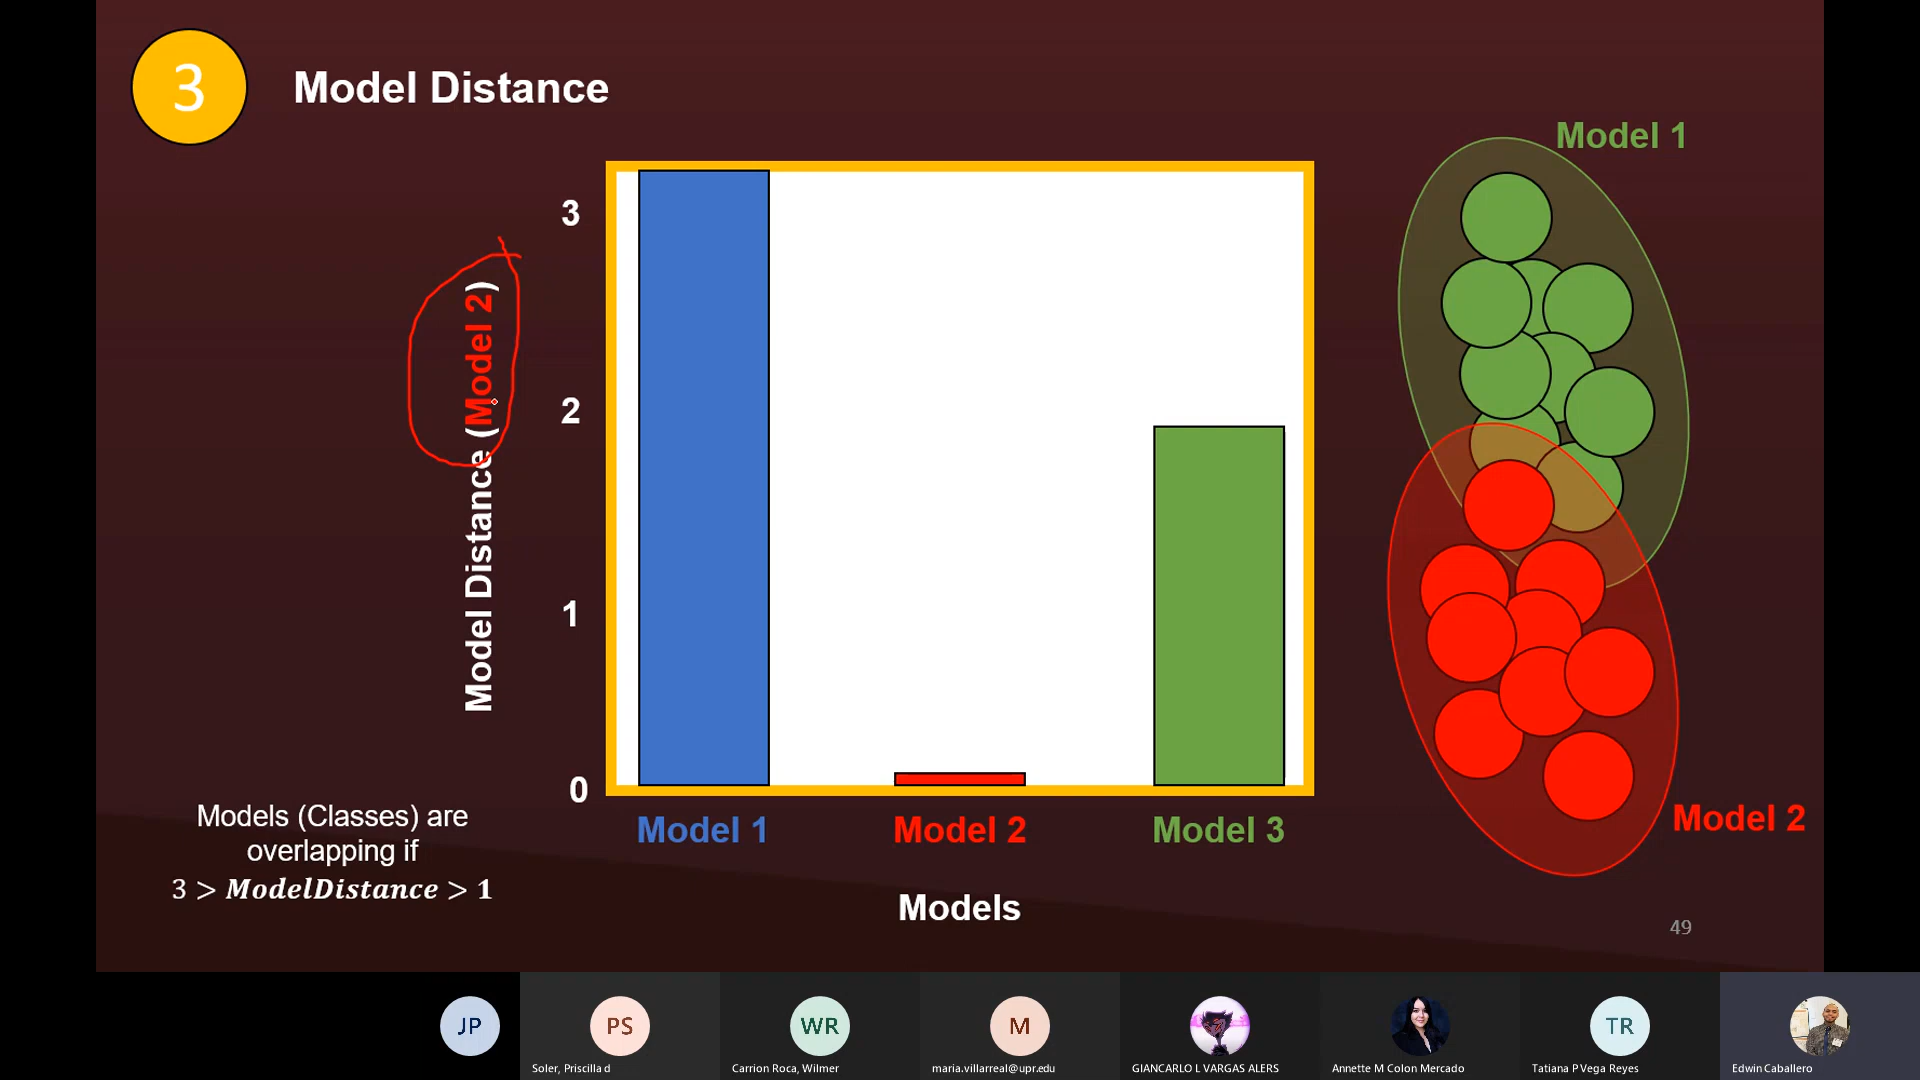 3
Model Distance
Model 1
3
2
1
0
Model Distance (Model 2)
Model 1
Model 2
Model 3
Models
Model 2
Models (Classes) are
overlapping if
3 > ModelDistance > 1
49
JP
PS
WR
M
TR
Soler, Priscilla d
Carrion Roca, Wilmer
maria.villarreal@upr.edu
GIANCARLO L VARGAS ALERS
Annette M Colon Mercado
Tatiana P Vega Reyes
Edwin Caballero